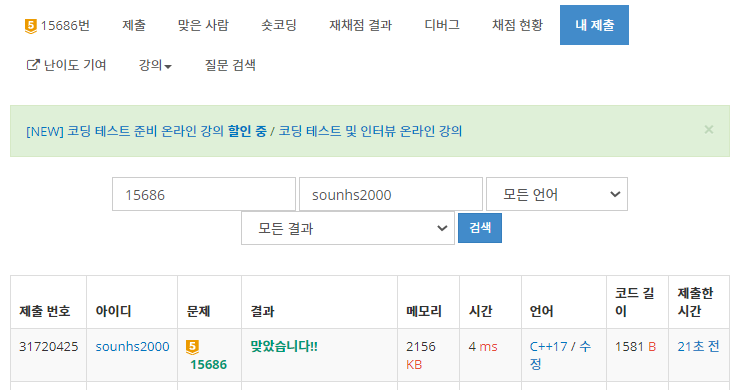 5 15686번 제출 맞은 사람 숏코딩 재채점 결과 디버그 채점 현황 내 제출
난이도 기여 강의 질문 검색
[NEW] 코딩 테스트 준비 온라인 강의 할인 중 / 코딩 테스트 및 인터뷰 온라인 강의 ×
15686 sounhs2000 모든 언어
모든 결과 검색
제출 번호 아이디 문제 결과 메모리 시간 언어 코드 길이 제출한 시간
31720425 sounhs2000 5 15686 맞았습니다!! 2156 KB 4 ms C++17 / 수정 1581 B 21초 전